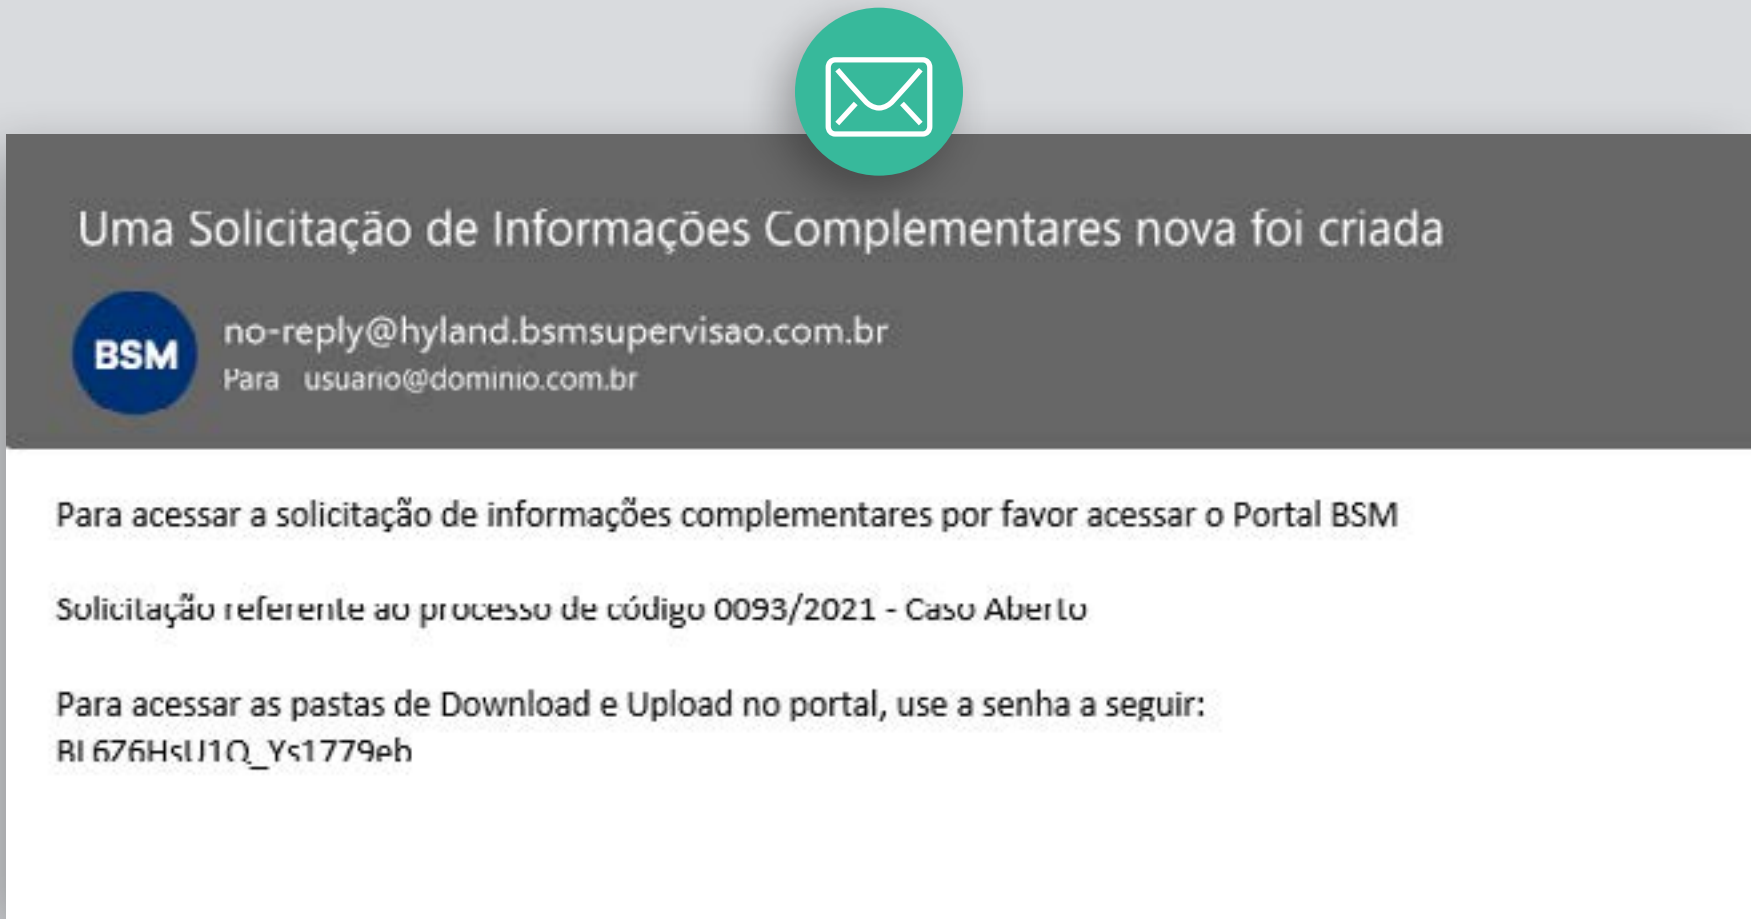 Uma Solicitação de Informações Complementares nova foi criada
BSM
no-reply@hyland.bsmsupervisao.com.br
Para usuario@dominio.com.br
Para acessar a solicitação de informações complementares por favor acessar o Portal BSM
Solicitação referente ao processo de código 0093/2021 - Caso Aberto
Para acessar as pastas de Download e Upload no portal, use a senha a seguir: